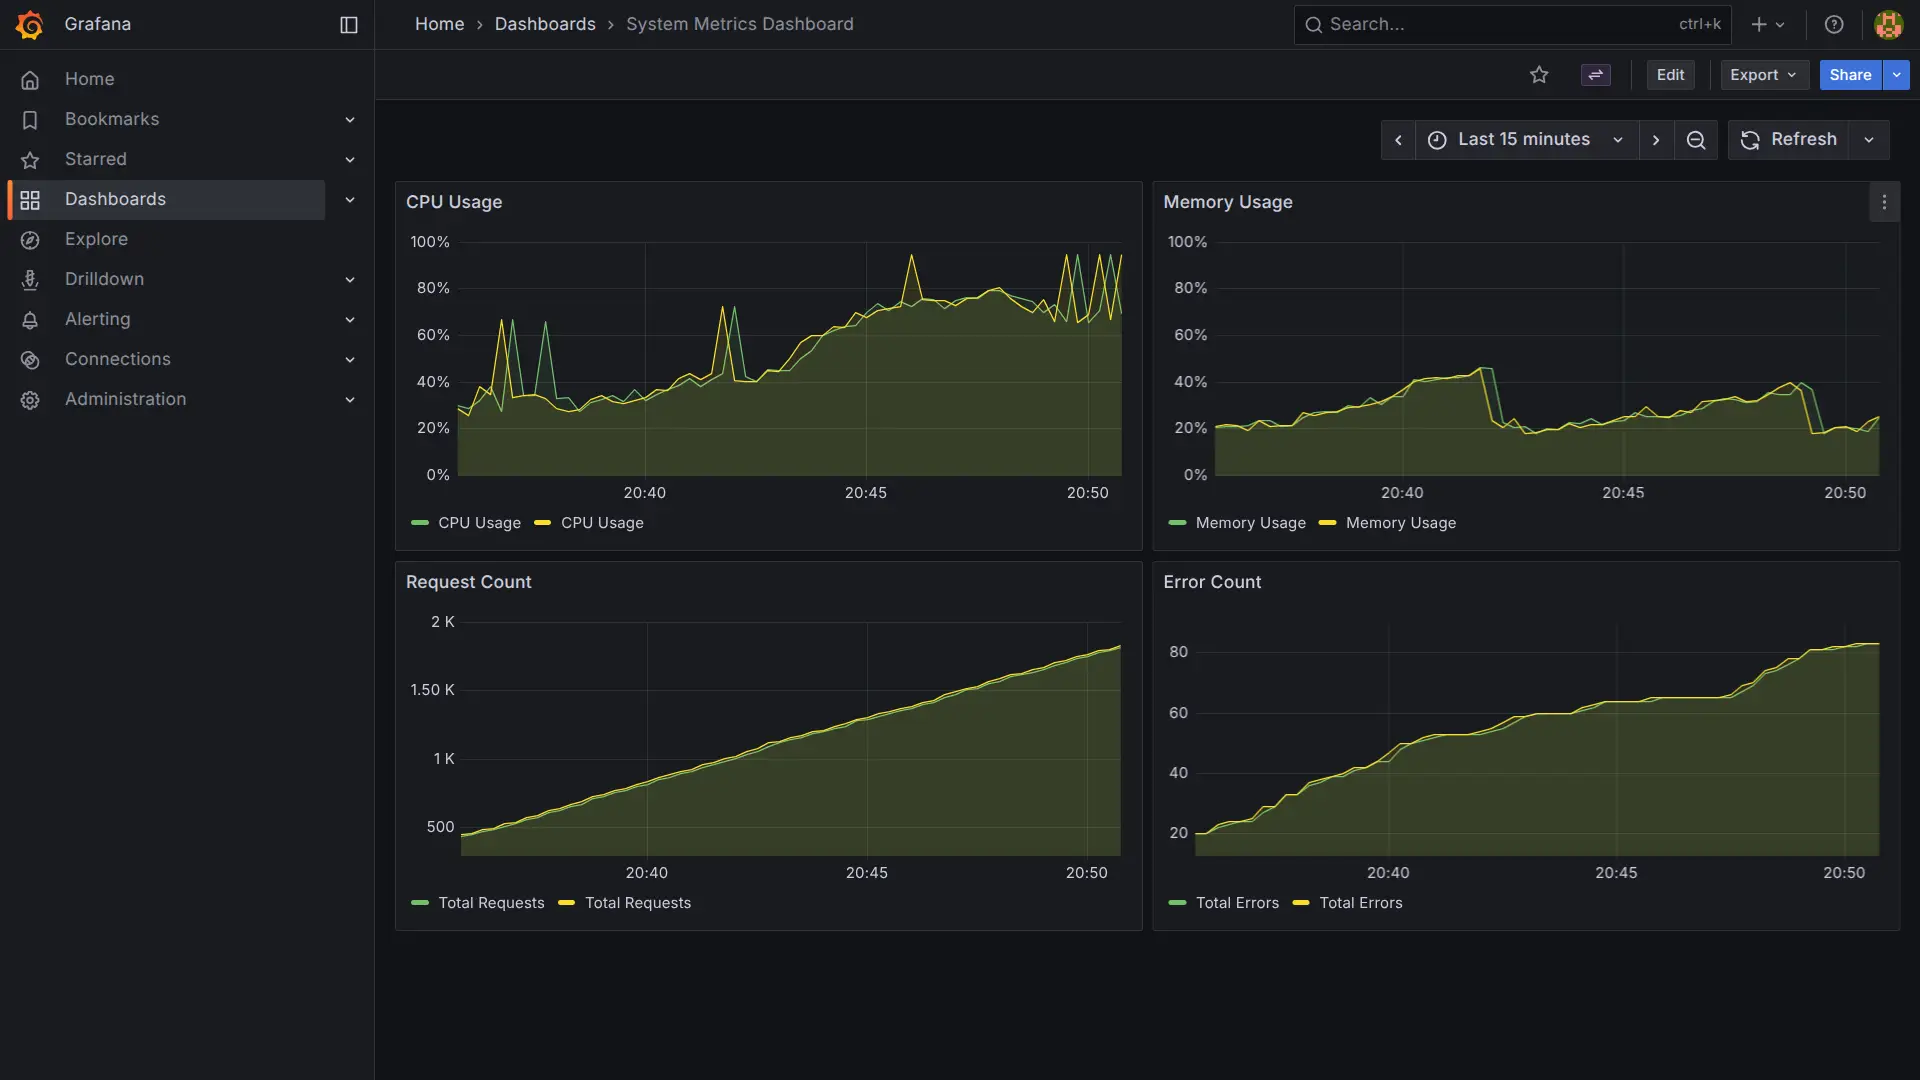 Grafana
Home › Dashboards › System Metrics Dashboard
Search... ctrl+k
Edit Export Share
Home
Bookmarks
Starred
Dashboards
Explore
Drilldown
Alerting
Connections
Administration
Last 15 minutes Refresh
CPU Usage
100%
80%
60%
40%
20%
0%
20:40 20:45 20:50
CPU Usage CPU Usage
Memory Usage
100%
80%
60%
40%
20%
0%
20:40 20:45 20:50
Memory Usage Memory Usage
Request Count
2 K
1.50 K
1 K
500
20:40 20:45 20:50
Total Requests Total Requests
Error Count
80
60
40
20
20:40 20:45 20:50
Total Errors Total Errors